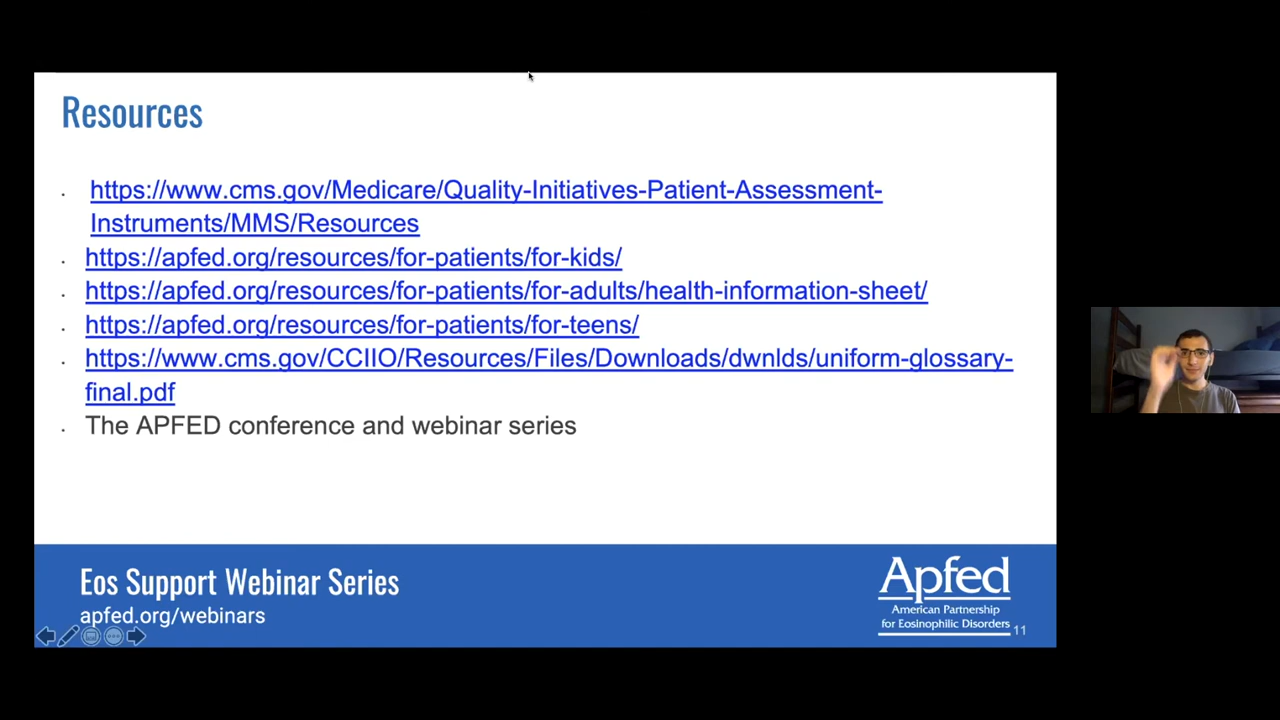 Resources
https://www.cms.gov/Medicare/Quality-Initiatives-Patient-Assessment-
Instruments/MMS/Resources
https://apfed.org/resources/for-patients/for-kids/
https://apfed.org/resources/for-patients/for-adults/health-information-sheet/
https://apfed.org/resources/for-patients/for-teens/
https://www.cms.gov/CCIIO/Resources/Files/Downloads/dwnlds/uniform-glossary-
final.pdf
The APFED conference and webinar series
Eos Support Webinar Series
apfed.org/webinars
Apfed
American Partnership
for Eosinophilic Disorders
11